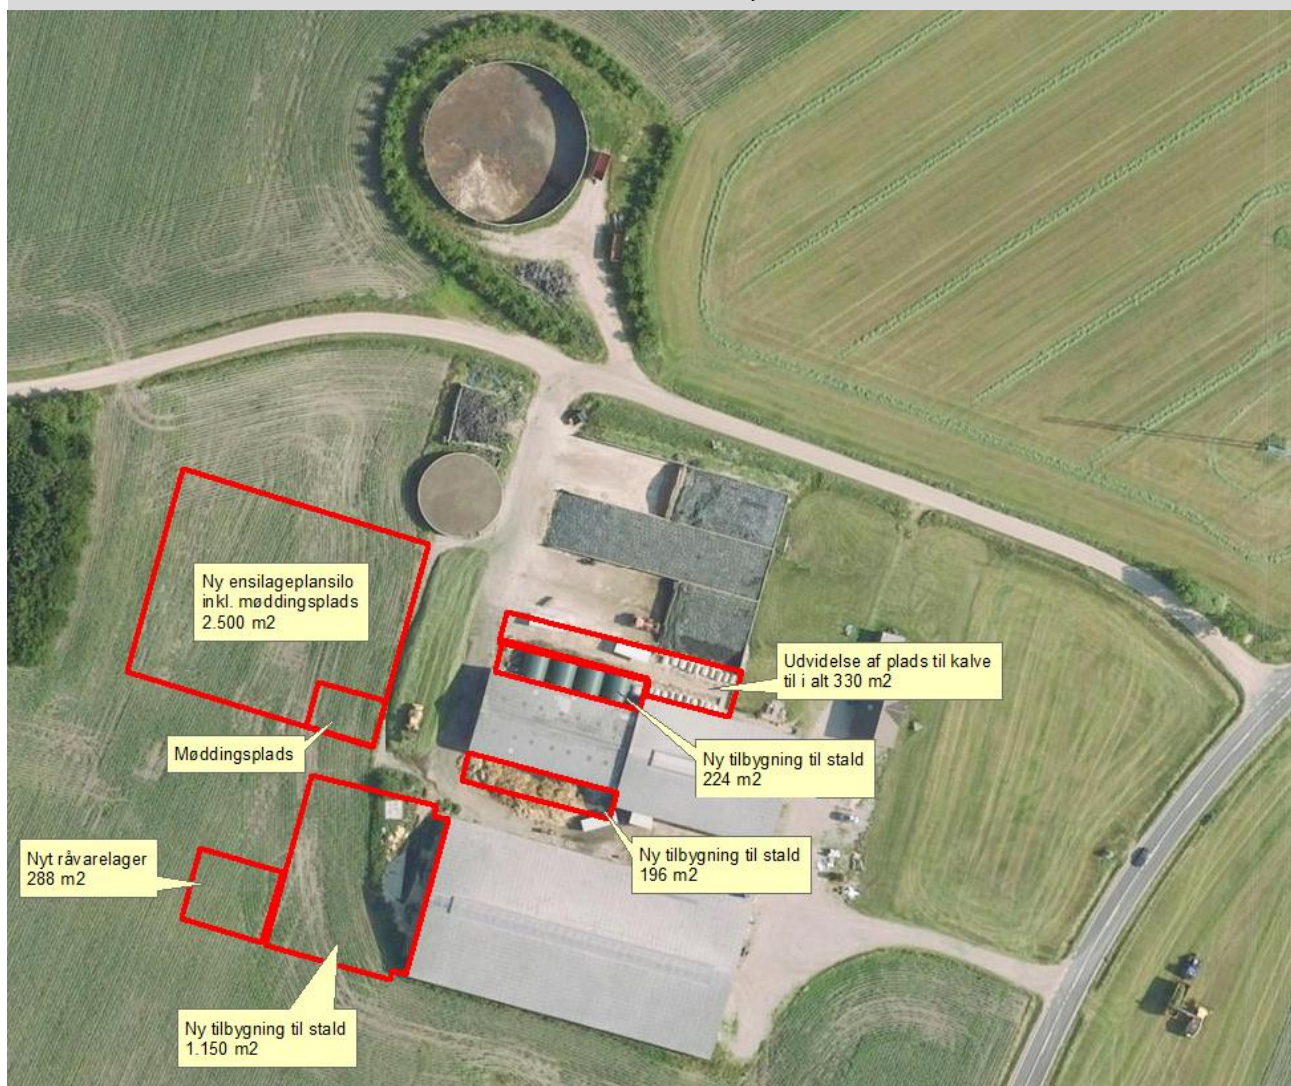 Ny ensilageplansilo
inkl. møddingsplads
2.500 m2
Udvidelse af plads til kalve
til i alt 330 m2
Møddingsplads
Ny tilbygning til stald
224 m2
Ny tilbygning til stald
196 m2
Nyt råvarelager
288 m2
Ny tilbygning til stald
1.150 m2